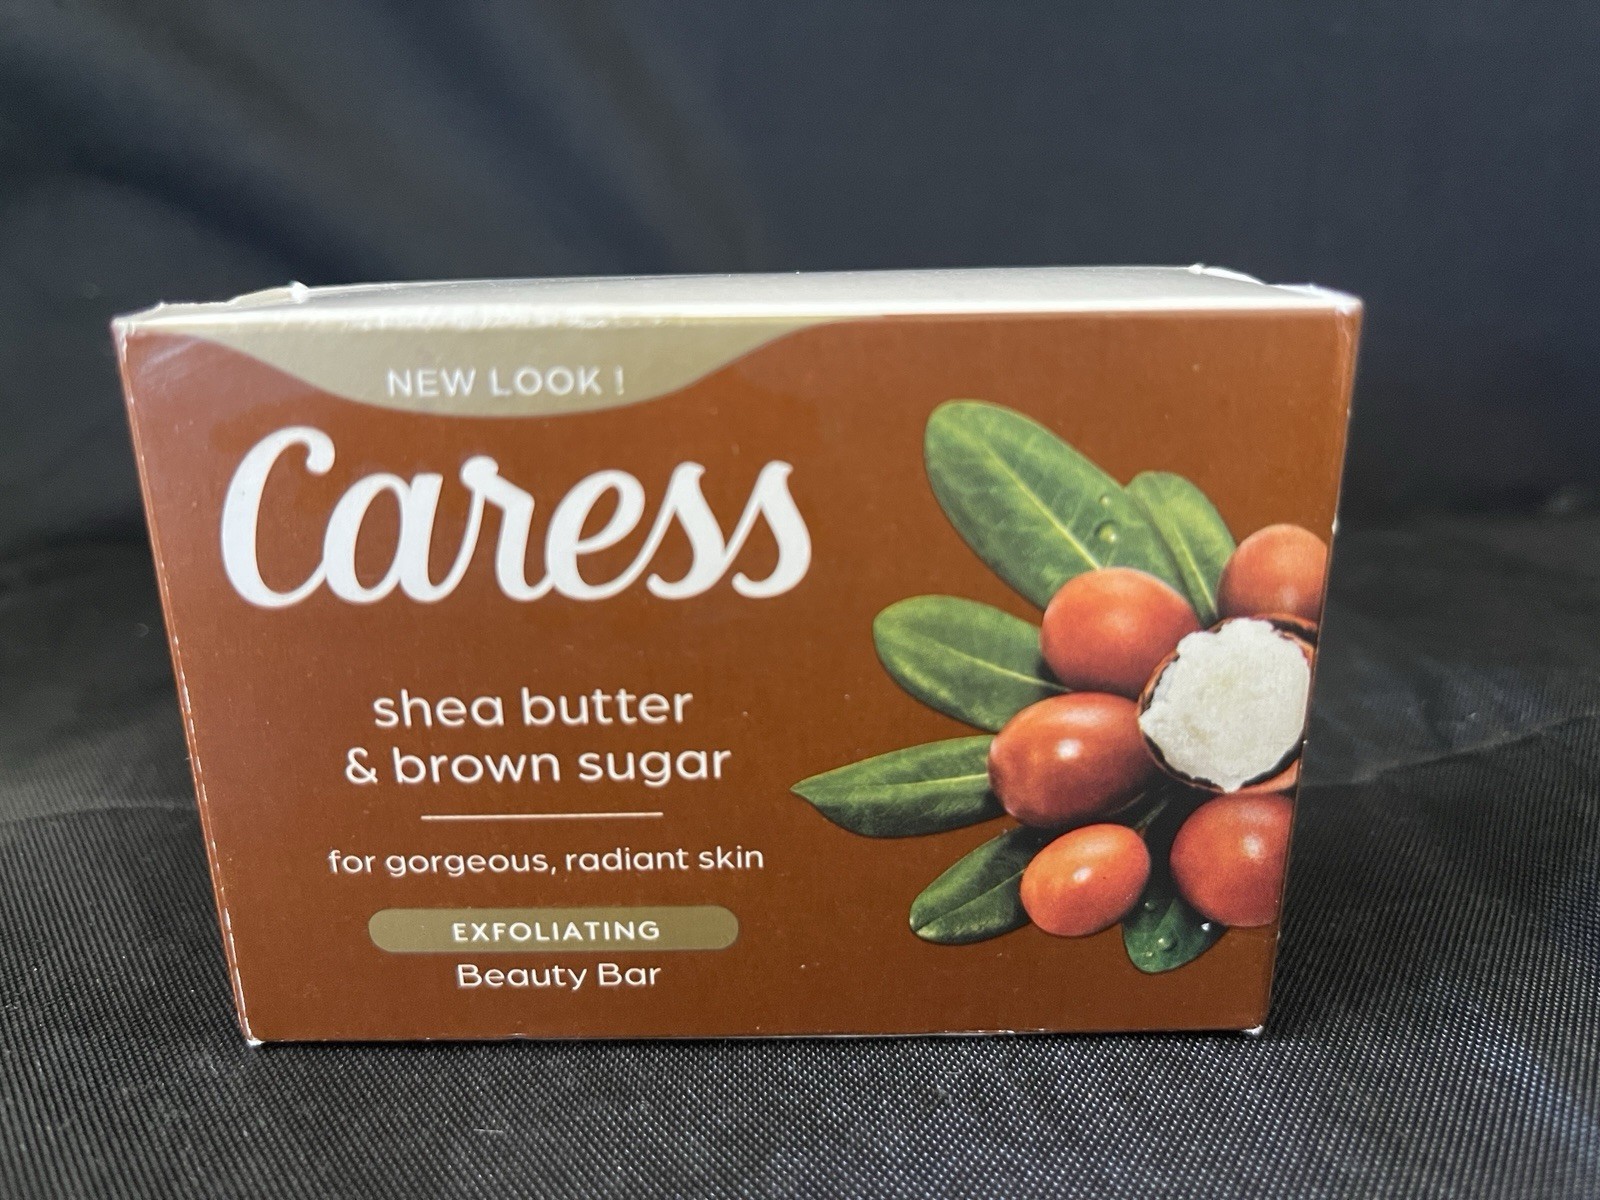 NEW LOOK !
Caress
shea butter
& brown sugar
for gorgeous, radiant skin
EXFOLIATING
Beauty Bar